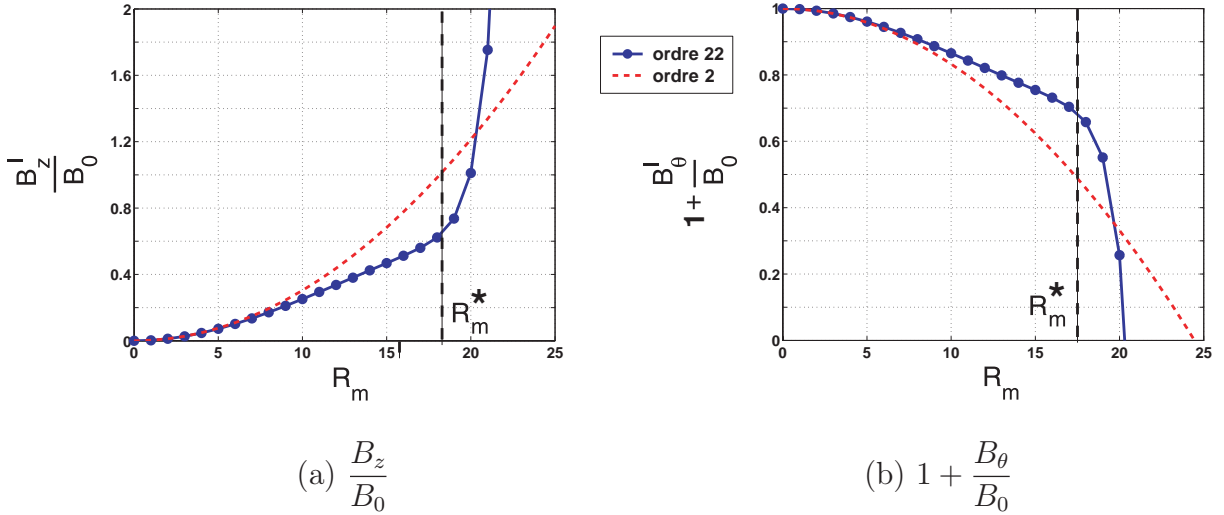 2
1.6
1.2
0.8
0.4
0
0 5 10 15 20 25
B_z^I / B_0
R_m
R_m^*
1
0.8
0.6
0.4
0.2
0
0 5 10 15 20 25
1 + B_θ^I / B_0
R_m
R_m^*
ordre 22
ordre 2
(a) B_z / B_0
(b) 1 + B_θ / B_0